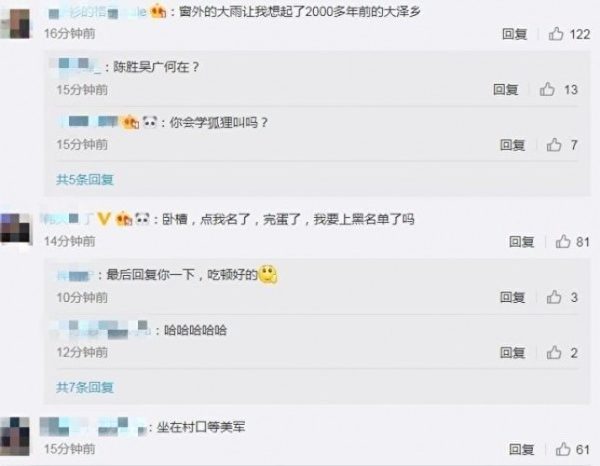 ：窗外的大雨让我想起了2000多年前的大泽乡
16分钟前 回复 122
：陈胜吴广何在？
15分钟前 回复 13
：你会学狐狸叫吗？
15分钟前 回复 7
共5条回复
：卧槽，点我名了，完蛋了，我要上黑名单了吗
14分钟前 回复 81
：最后回复你一下，吃顿好的
10分钟前 回复 3
：哈哈哈哈哈
12分钟前 回复 2
共7条回复
：坐在村口等美军
15分钟前 回复 61